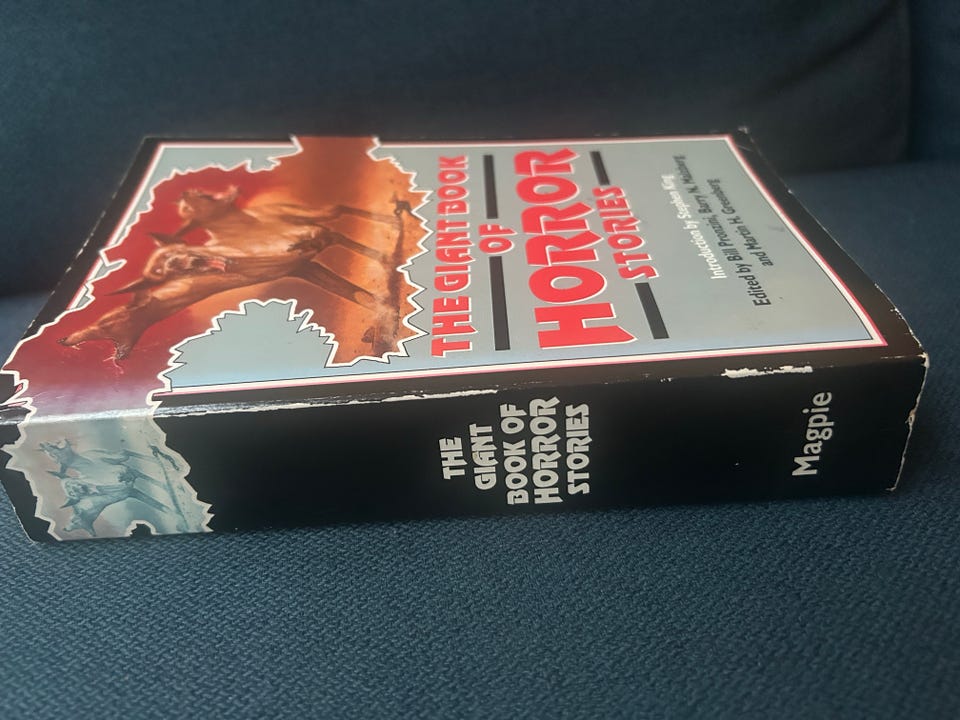 THE GIANT BOOK
OF
HORROR
STORIES
Introduction by Stephen King
Edited by Bill Pronzini, Barry N. Malzberg
and Martin H. Greenberg
THE
GIANT
BOOK OF
HORROR
STORIES
Magpie